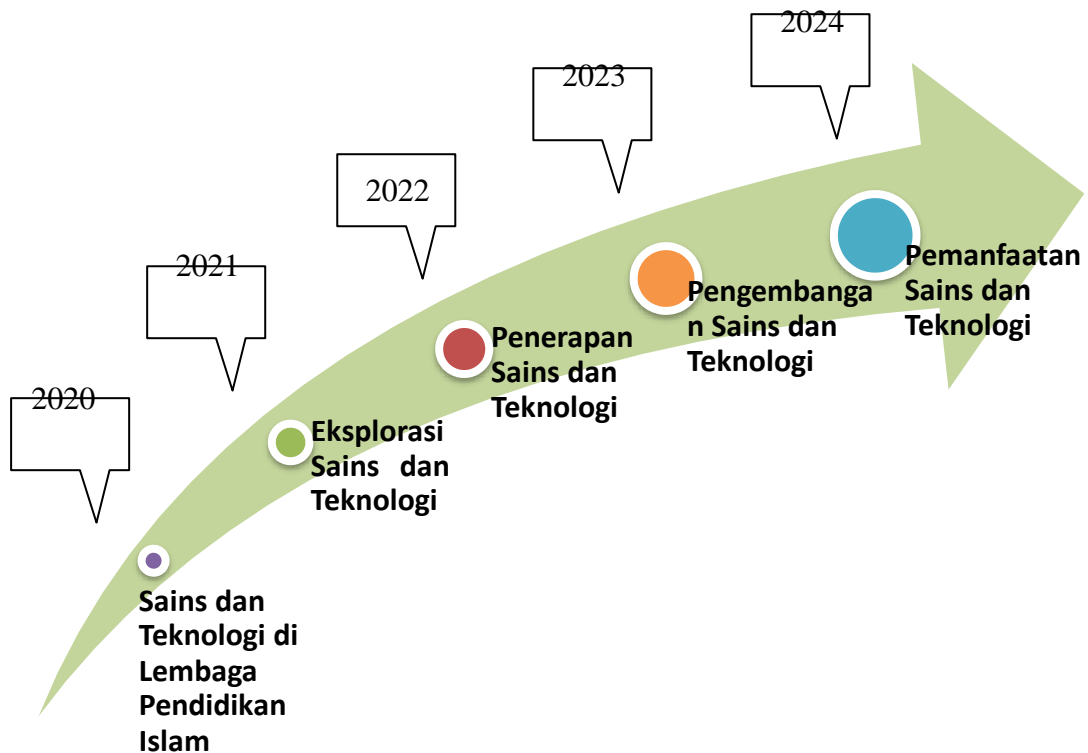 2020
Sains dan
Teknologi di
Lembaga
Pendidikan
Islam
2021
Eksplorasi
Sains dan
Teknologi
2022
Penerapan
Sains dan
Teknologi
2023
Pengembanga
n Sains dan
Teknologi
2024
Pemanfaatan
Sains dan
Teknologi